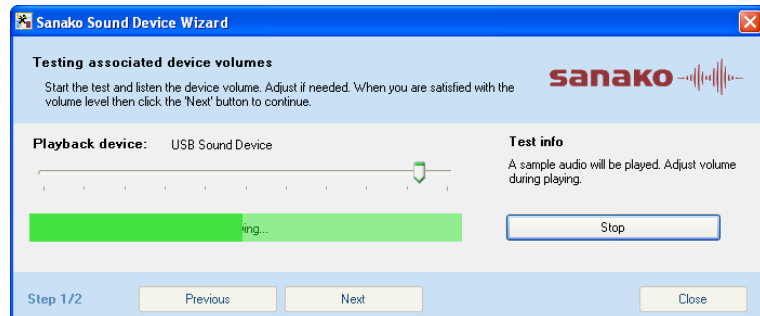 Sanako Sound Device Wizard
Testing associated device volumes
Start the test and listen the device volume. Adjust if needed. When you are satisfied with the
volume level then click the 'Next' button to continue.
sanako
Playback device: USB Sound Device
Test info
A sample audio will be played. Adjust volume
during playing.
ing...
Stop
Step 1/2
Previous
Next
Close